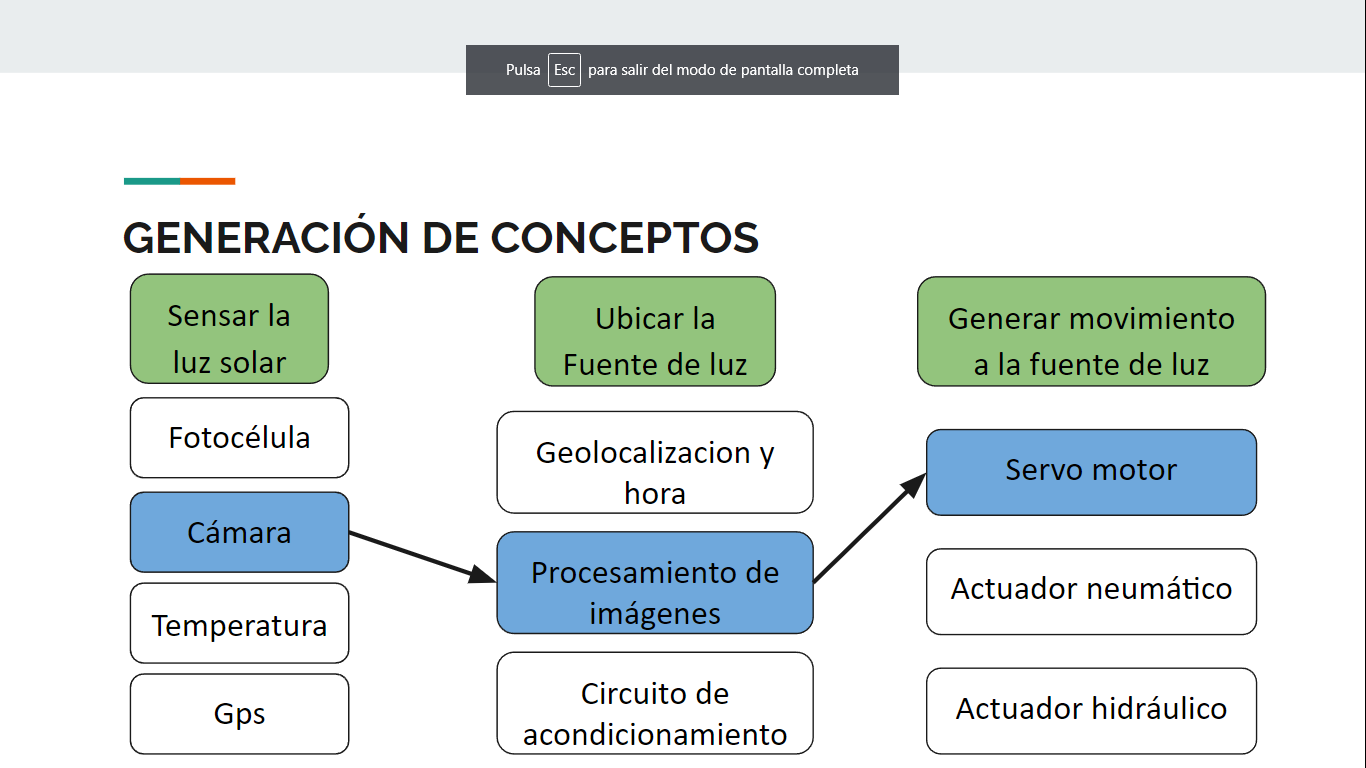 Pulsa Esc para salir del modo de pantalla completa
GENERACIÓN DE CONCEPTOS
Sensar la
luz solar
Fotocélula
Cámara
Temperatura
Gps
Ubicar la
Fuente de luz
Geolocalizacion y
hora
Procesamiento de
imágenes
Circuito de
acondicionamiento
Generar movimiento
a la fuente de luz
Servo motor
Actuador neumático
Actuador hidráulico